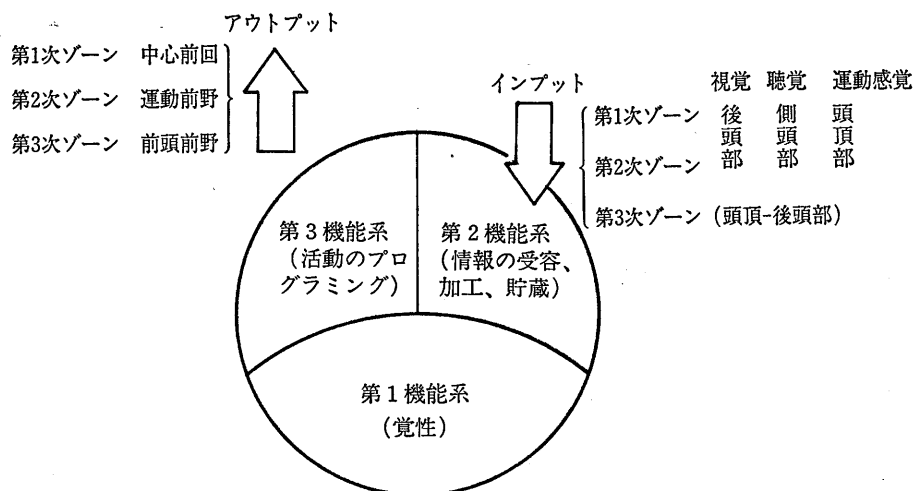 アウトプット
第1次ゾーン 中心前回
第2次ゾーン 運動前野
第3次ゾーン 前頭前野
インプット
視覚 聴覚 運動感覚
第1次ゾーン
第2次ゾーン
後頭部
側頭部
頭頂部
第3次ゾーン (頭頂-後頭部)
第3機能系
(活動のプロ
グラミング)
第2機能系
(情報の受容、
加工、貯蔵)
第1機能系
(覚性)